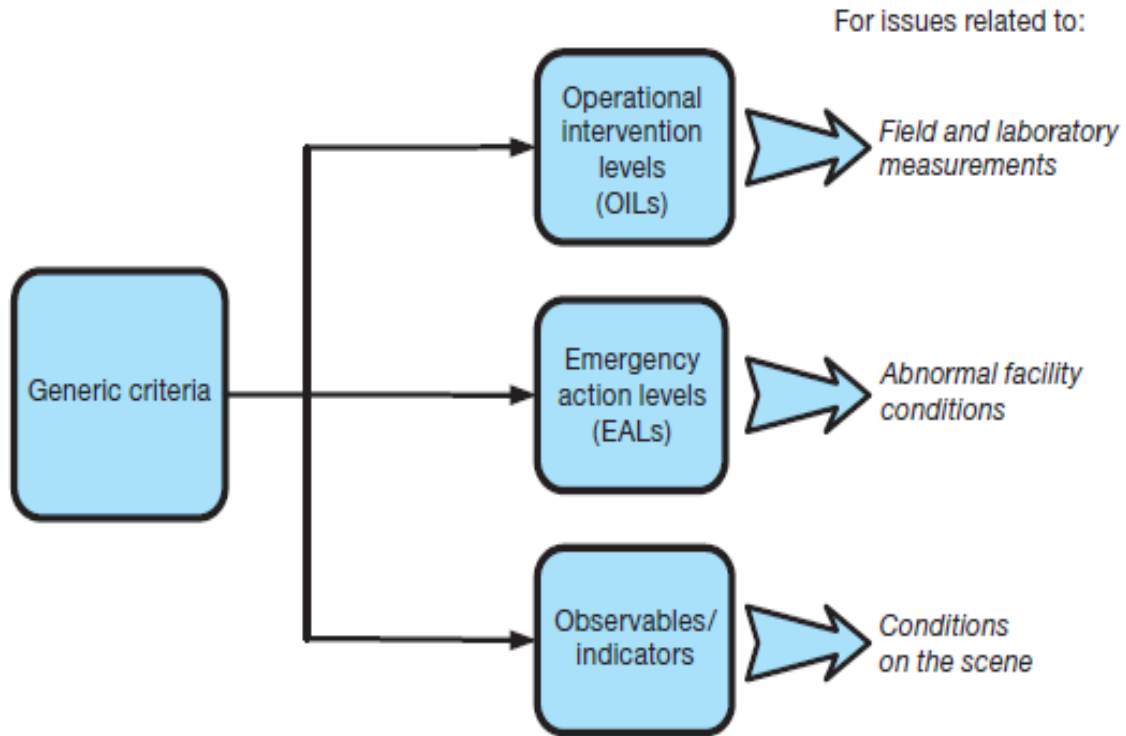 For issues related to:
Operational
intervention
levels
(OILs)
Field and laboratory
measurements
Generic criteria
Emergency
action levels
(EALs)
Abnormal facility
conditions
Observables/
indicators
Conditions
on the scene